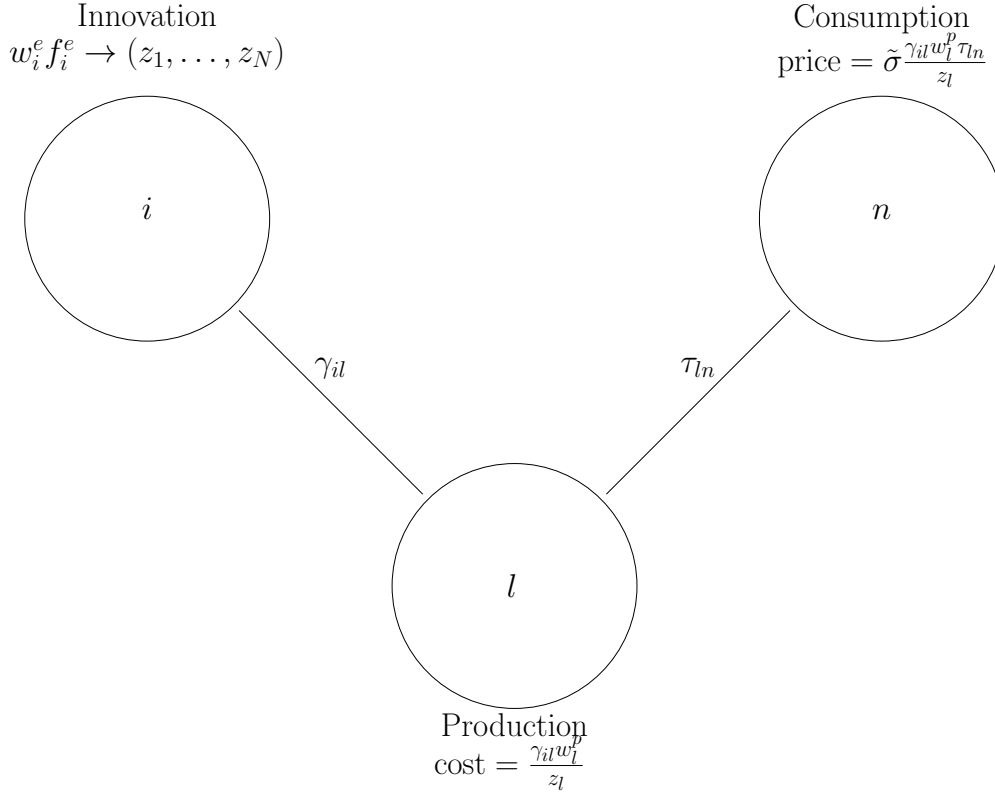 Innovation
$w_i^e f_i^e \to (z_1, \ldots, z_N)$
Consumption
price = $\tilde{\sigma} \frac{\gamma_{il} w_l^p \tau_{ln}}{z_l}$
$i$
$n$
$\gamma_{il}$
$\tau_{ln}$
$l$
Production
cost = $\frac{\gamma_{il} w_l^p}{z_l}$